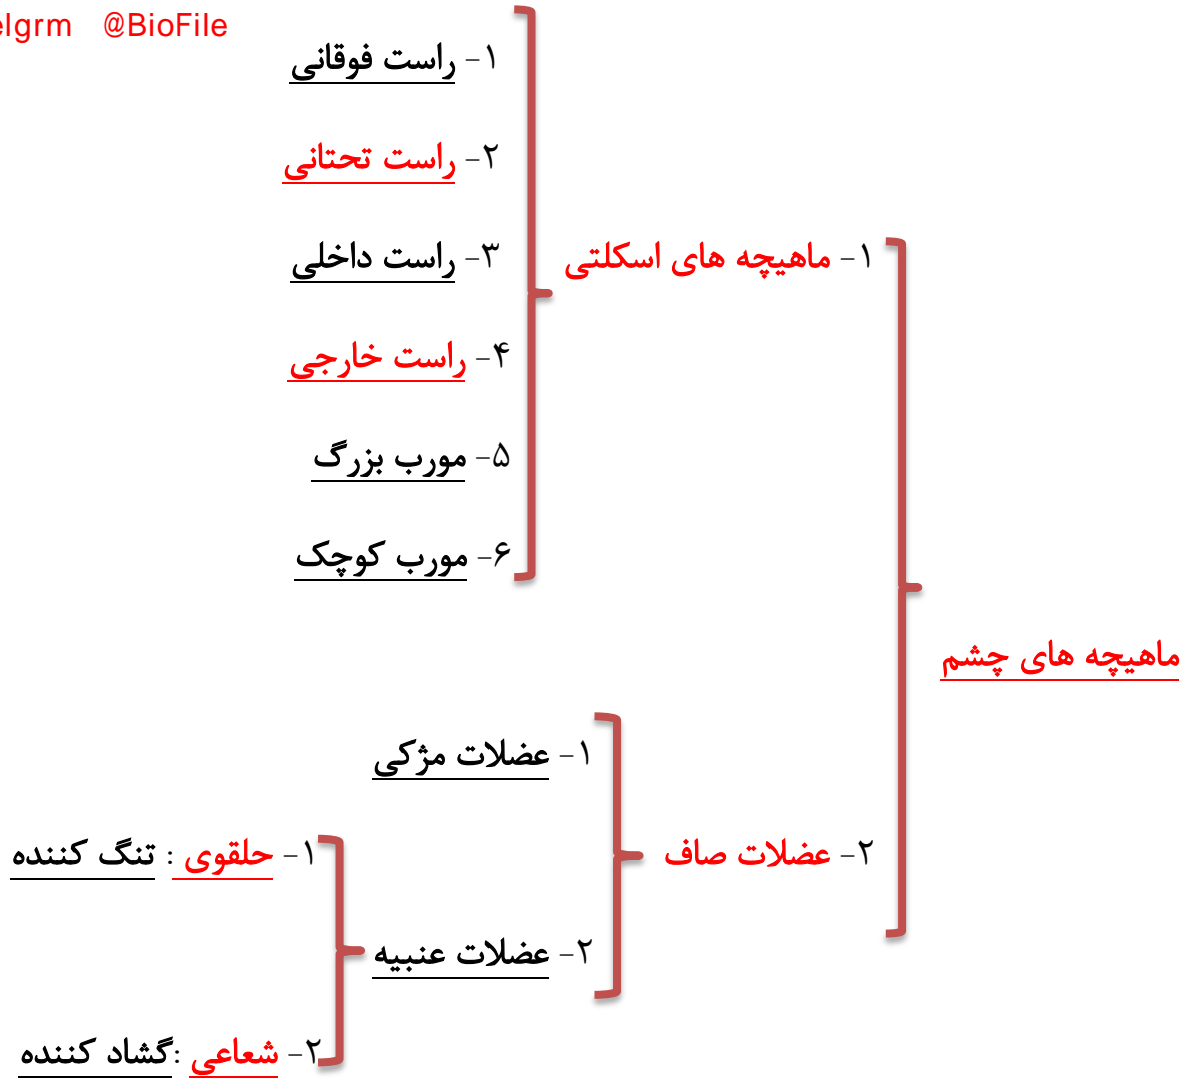 @BioFile
۱- راست فوقانی
۲- راست تحتانی
۳- راست داخلی
۴- راست خارجی
۵- مورب بزرگ
۶- مورب کوچک
۱- ماهیچه های اسکلتی
ماهیچه های چشم
۱- عضلات مژکی
۲- عضلات صاف
۲- عضلات عنبیه
۱- حلقوی : تنگ کننده
۲- شعاعی :گشاد کننده